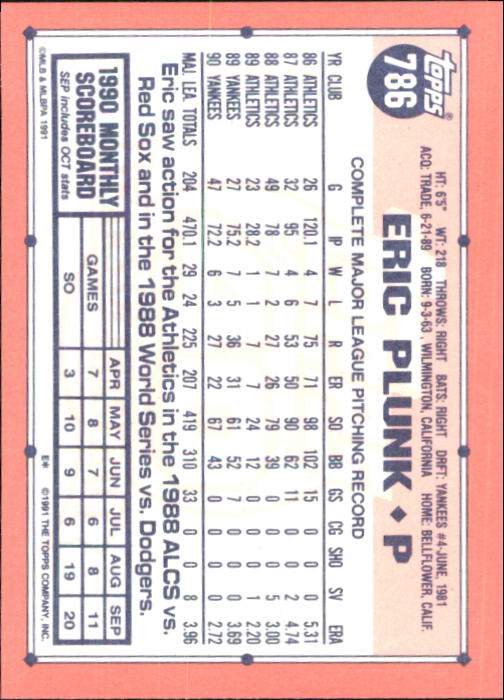 topps®
786
HT: 6'5" WT: 218 THROWS: RIGHT BATS: RIGHT DRFT: YANKEES #4-JUNE, 1981
ACQ: TRADE, 6-21-89 BORN: 9-3-63, WILMINGTON, CALIFORNIA HOME: BELLFLOWER, CALIF.
ERIC PLUNK • P
COMPLETE MAJOR LEAGUE PITCHING RECORD
YR CLUB G IP W L R ER SO BB GS CG SHO SV ERA
86 ATHLETICS 26 120.1 4 7 75 71 98 102 15 0 0 0 5.31
87 ATHLETICS 32 95 4 6 53 50 90 62 11 0 0 2 4.74
88 ATHLETICS 49 78 7 2 27 26 79 39 0 0 0 5 3.00
89 ATHLETICS 23 28.2 1 1 7 7 24 12 0 0 0 1 2.20
89 YANKEES 27 75.2 7 5 36 31 61 52 7 0 0 0 3.69
90 YANKEES 47 72.2 6 3 27 22 67 43 0 0 0 0 2.72
MAJ. LEA. TOTALS 204 470.1 29 24 225 207 419 310 33 0 0 8 3.96
Eric saw action for the Athletics in the 1988 ALCS vs.
Red Sox and in the 1988 World Series vs. Dodgers.
1990 MONTHLY
SCOREBOARD
SEP includes OCT stats
APR MAY JUN JUL AUG SEP
GAMES 7 8 7 6 8 11
SO 3 10 9 6 19 20
©MLB & MLBPA 1991
E* ©1991 THE TOPPS COMPANY, INC.